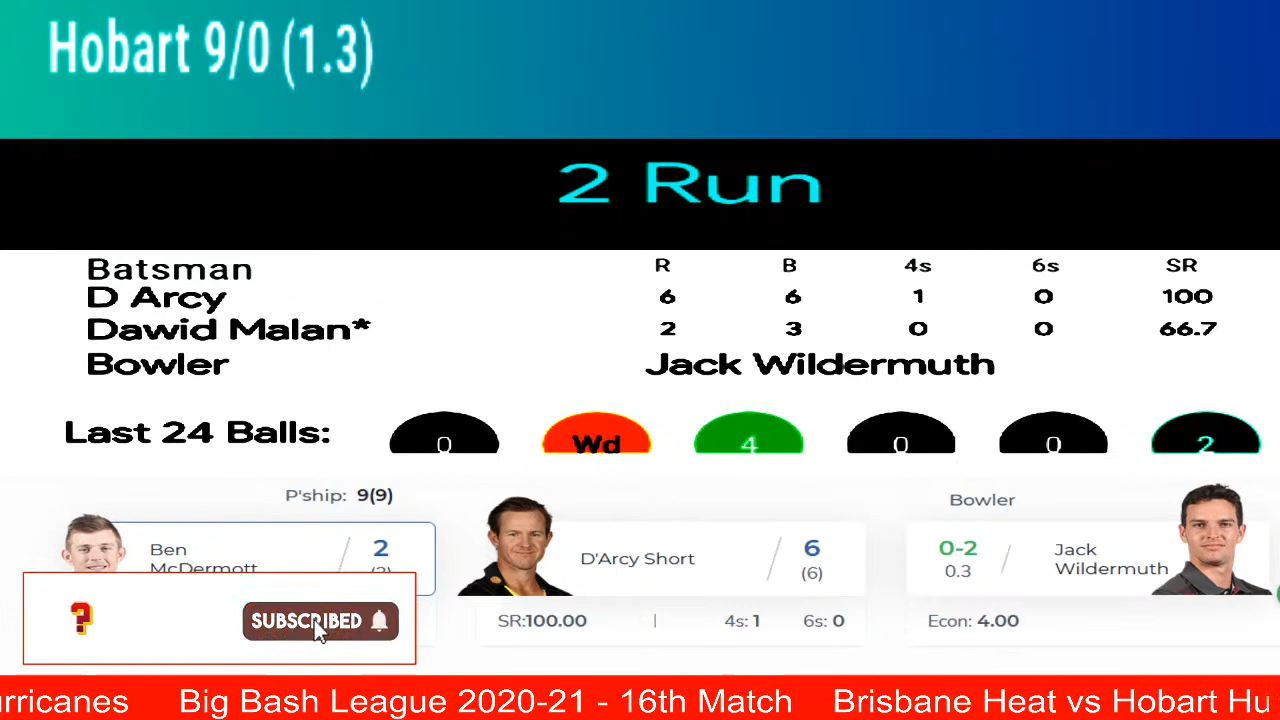 Hobart 9/0 (1.3)
2 Run
Batsman R B 4s 6s SR
D Arcy 6 6 1 0 100
Dawid Malan* 2 3 0 0 66.7
Bowler Jack Wildermuth
Last 24 Balls: 0 Wd 4 0 0 2
P'ship: 9(9)
Bowler
Ben
McDermott
2
D'Arcy Short
6
(6)
0-2
0.3
Jack
Wildermuth
?
SUBSCRIBED
SR:100.00 4s: 1 6s: 0
Econ: 4.00
urricanes Big Bash League 2020-21 - 16th Match Brisbane Heat vs Hobart Hu